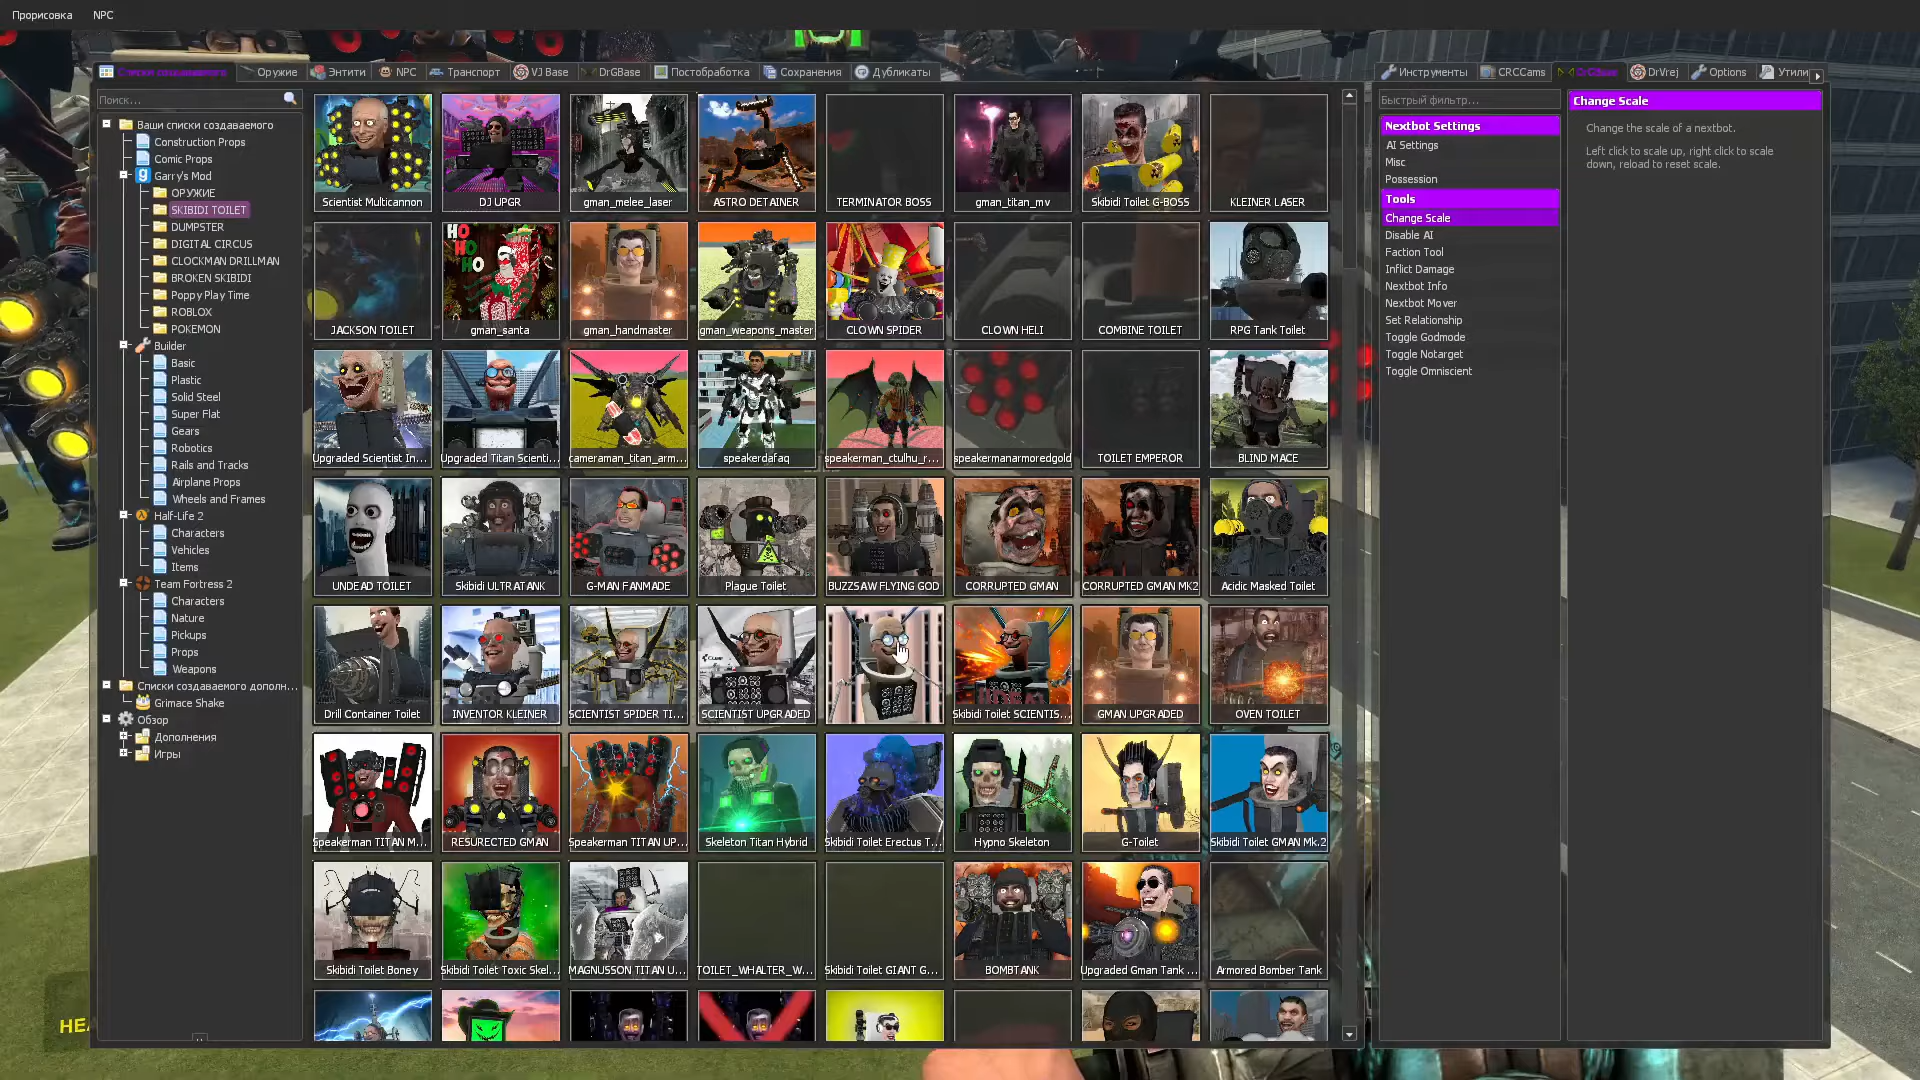 Прорисовка NPC
Списки создаваемого Оружие Энтити NPC Транспорт VJ Base DrGBase Постобработка Сохранения Дубликаты
Инструменты CRCCams DrGBase DrVrej Options Утили
Поиск...
Ваши списки создаваемого
Construction Props
Comic Props
Garry's Mod
ОРУЖИЕ
SKIBIDI TOILET
DUMPSTER
DIGITAL CIRCUS
CLOCKMAN DRILLMAN
BROKEN SKIBIDI
Poppy Play Time
ROBLOX
POKEMON
Builder
Basic
Plastic
Solid Steel
Super Flat
Gears
Robotics
Rails and Tracks
Airplane Props
Wheels and Frames
Half-Life 2
Characters
Vehicles
Items
Team Fortress 2
Characters
Nature
Pickups
Props
Weapons
Списки создаваемого дополн...
Grimace Shake
Обзор
Дополнения
Игры
Scientist Multicannon DJ UPGR gman_melee_laser ASTRO DETAINER TERMINATOR BOSS gman_titan_mv Skibidi Toilet G-BOSS KLEINER LASER
HO
HO
HO
JACKSON TOILET gman_santa gman_handmaster gman_weapons_master CLOWN SPIDER CLOWN HELI COMBINE TOILET RPG Tank Toilet
Upgraded Scientist In... Upgraded Titan Scienti... cameraman_titan_arm... speakerdafaq speakerman_ctulhu_r... speakermanarmoredgold TOILET EMPEROR BLIND MACE
UNDEAD TOILET Skibidi ULTRATANK G-MAN FANMADE Plague Toilet BUZZSAW FLYING GOD CORRUPTED GMAN CORRUPTED GMAN MK2 Acidic Masked Toilet
Drill Container Toilet INVENTOR KLEINER SCIENTIST SPIDER TI... SCIENTIST UPGRADED Skibidi Toilet SCIENTIS... GMAN UPGRADED OVEN TOILET
Speakerman TITAN M... RESURECTED GMAN Speakerman TITAN UP... Skeleton Titan Hybrid Skibidi Toilet Erectus T... Hypno Skeleton G-Toilet Skibidi Toilet GMAN Mk.2
Skibidi Toilet Boney Skibidi Toilet Toxic Skel... MAGNUSSON TITAN U... TOILET_WHALTER_W... Skibidi Toilet GIANT G... BOMBTANK Upgraded Gman Tank ... Armored Bomber Tank
Быстрый фильтр...
Nextbot Settings
AI Settings
Misc
Possession
Tools
Change Scale
Disable AI
Faction Tool
Inflict Damage
Nextbot Info
Nextbot Mover
Set Relationship
Toggle Godmode
Toggle Notarget
Toggle Omniscient
Change Scale
Change the scale of a nextbot.
Left click to scale up, right click to scale
down, reload to reset scale.
HEA